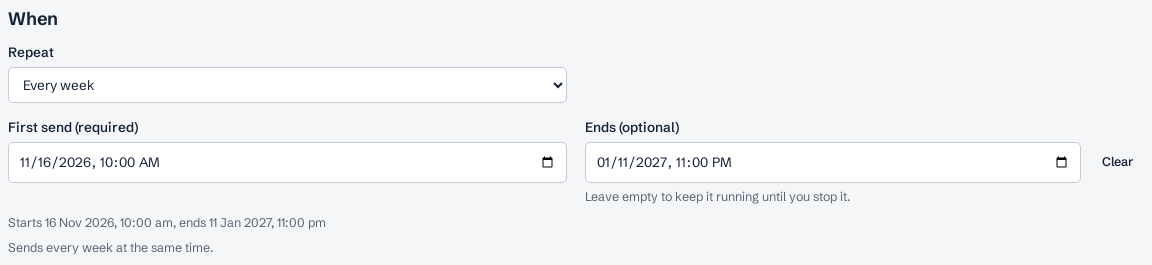 When
Repeat
Every week
First send (required)
Ends (optional)
11/16/2026, 10:00 AM
01/11/2027, 11:00 PM
Clear
Leave empty to keep it running until you stop it.
Starts 16 Nov 2026, 10:00 am, ends 11 Jan 2027, 11:00 pm
Sends every week at the same time.